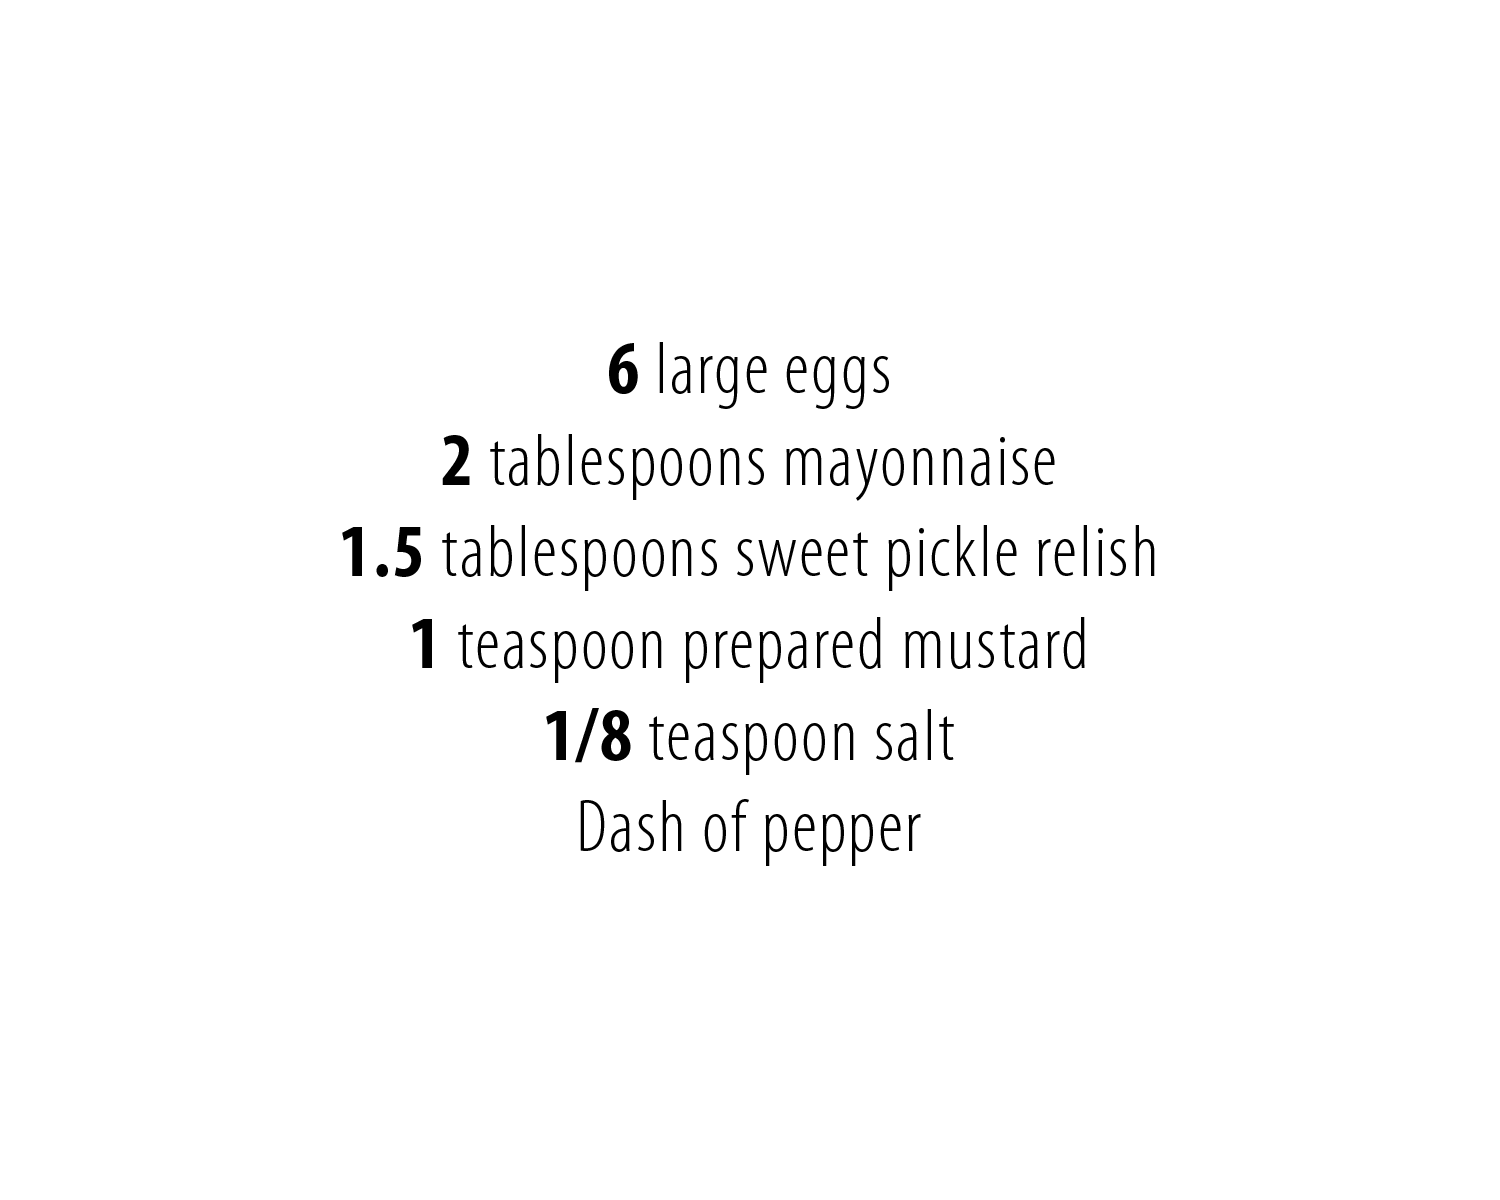 6 large eggs
2 tablespoons mayonnaise
1.5 tablespoons sweet pickle relish
1 teaspoon prepared mustard
1/8 teaspoon salt
Dash of pepper